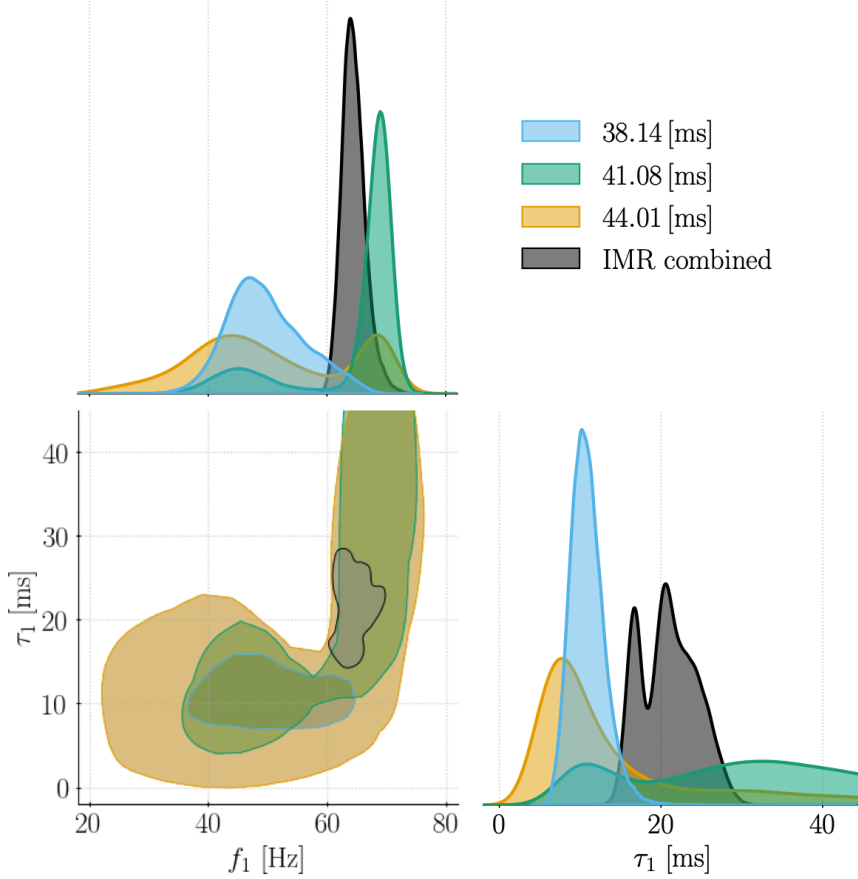 38.14 [ms]
41.08 [ms]
44.01 [ms]
IMR combined
40
30
20
10
0
τ₁ [ms]
20 40 60 80
f₁ [Hz]
0 20 40
τ₁ [ms]